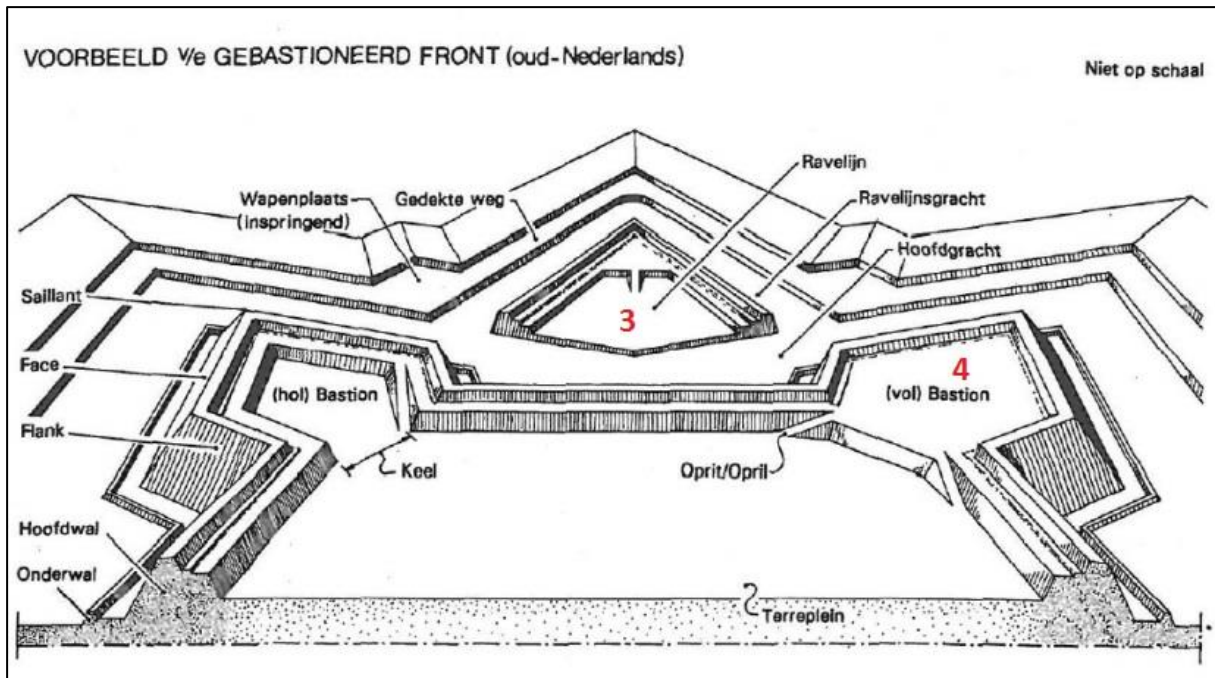 VOORBEELD V/e GEBASTIONEERD FRONT (oud-Nederlands)
Niet op schaal
Ravelijn
Wapenplaats
(inspringend)
Gedekte weg
Ravelijnsgracht
Hoofdgracht
Saillant
3
Face
(hol) Bastion
4
(vol) Bastion
Flank
Keel
Oprit/Opril
Hoofdwal
Onderwal
Terreplein